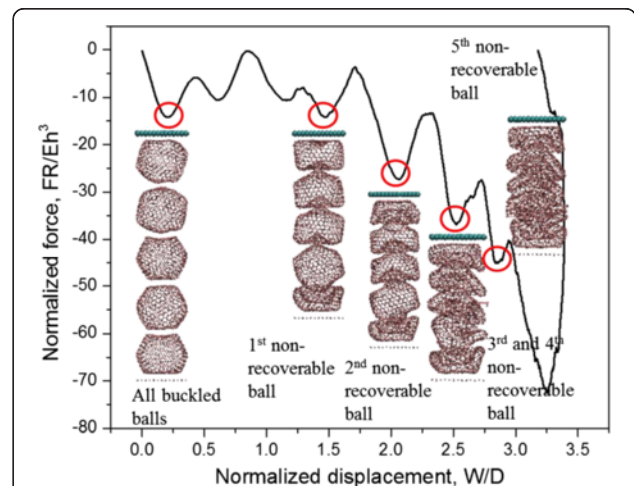 5th non-
recoverable
ball
0
-10
-20
-30
-40
-50
-60
-70
-80
Normalized force, FR/Eh³
All buckled
balls
1st non-
recoverable
ball
2nd non-
recoverable
ball
3rd and 4th
non-
recoverable
ball
0.0 0.5 1.0 1.5 2.0 2.5 3.0 3.5
Normalized displacement, W/D